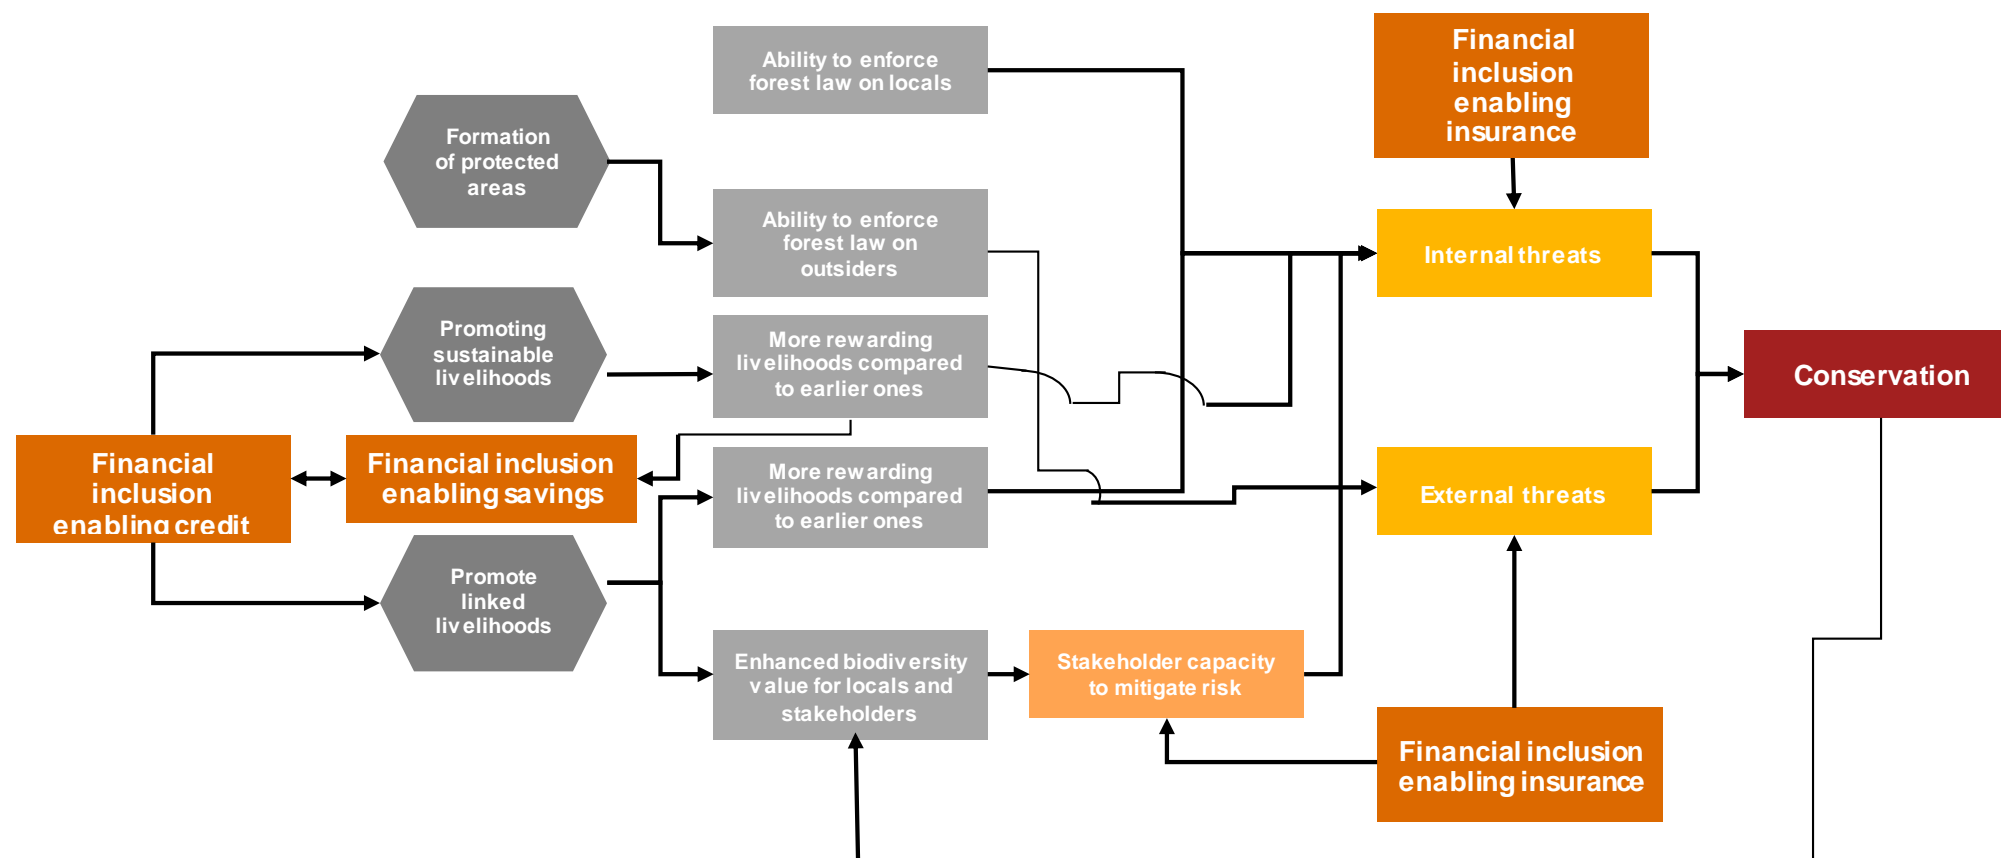 Ability to enforce
forest law on locals
Financial
inclusion
enabling
insurance
Formation
of protected
areas
Ability to enforce
forest law on
outsiders
Internal threats
Promoting
sustainable
livelihoods
More rewarding
livelihoods compared
to earlier ones
Conservation
Financial
inclusion
enabling credit
Financial inclusion
enabling savings
More rewarding
livelihoods compared
to earlier ones
External threats
Promote
linked
livelihoods
Enhanced biodiversity
value for locals and
stakeholders
Stakeholder capacity
to mitigate risk
Financial inclusion
enabling insurance